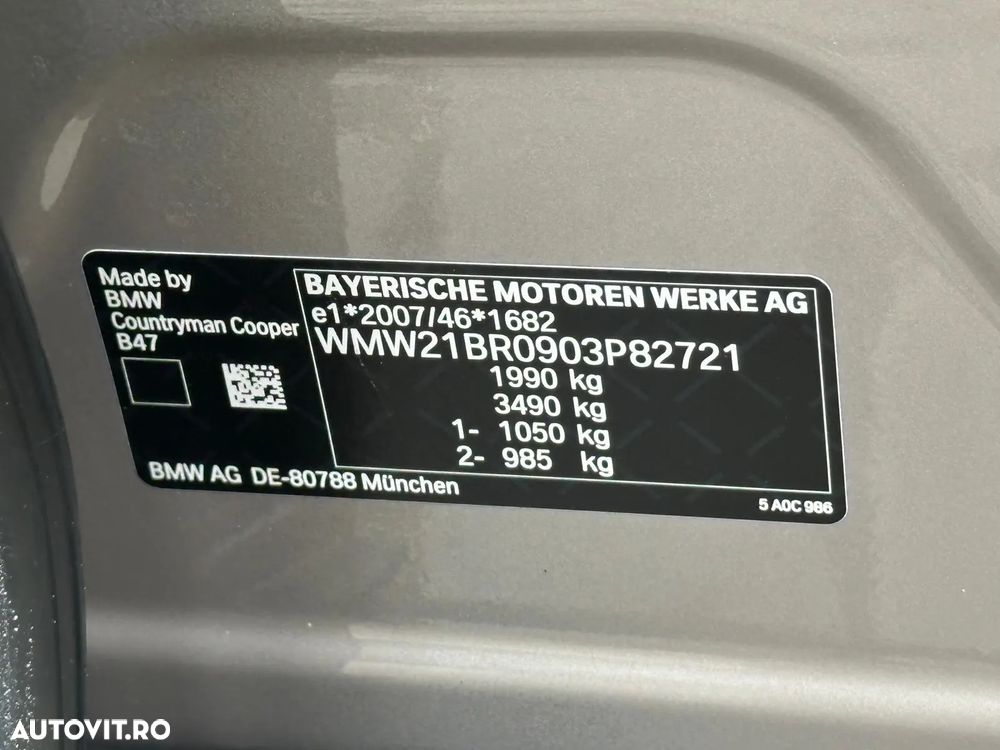 Made by
BMW
Countryman Cooper
B47
BAYERISCHE MOTOREN WERKE AG
e1*2007/46*1682
WMW21BR0903P82721
1990 kg
3490 kg
1- 1050 kg
2- 985 kg
BMW AG DE-80788 München
5 A0C 986
AUTOVIT.RO